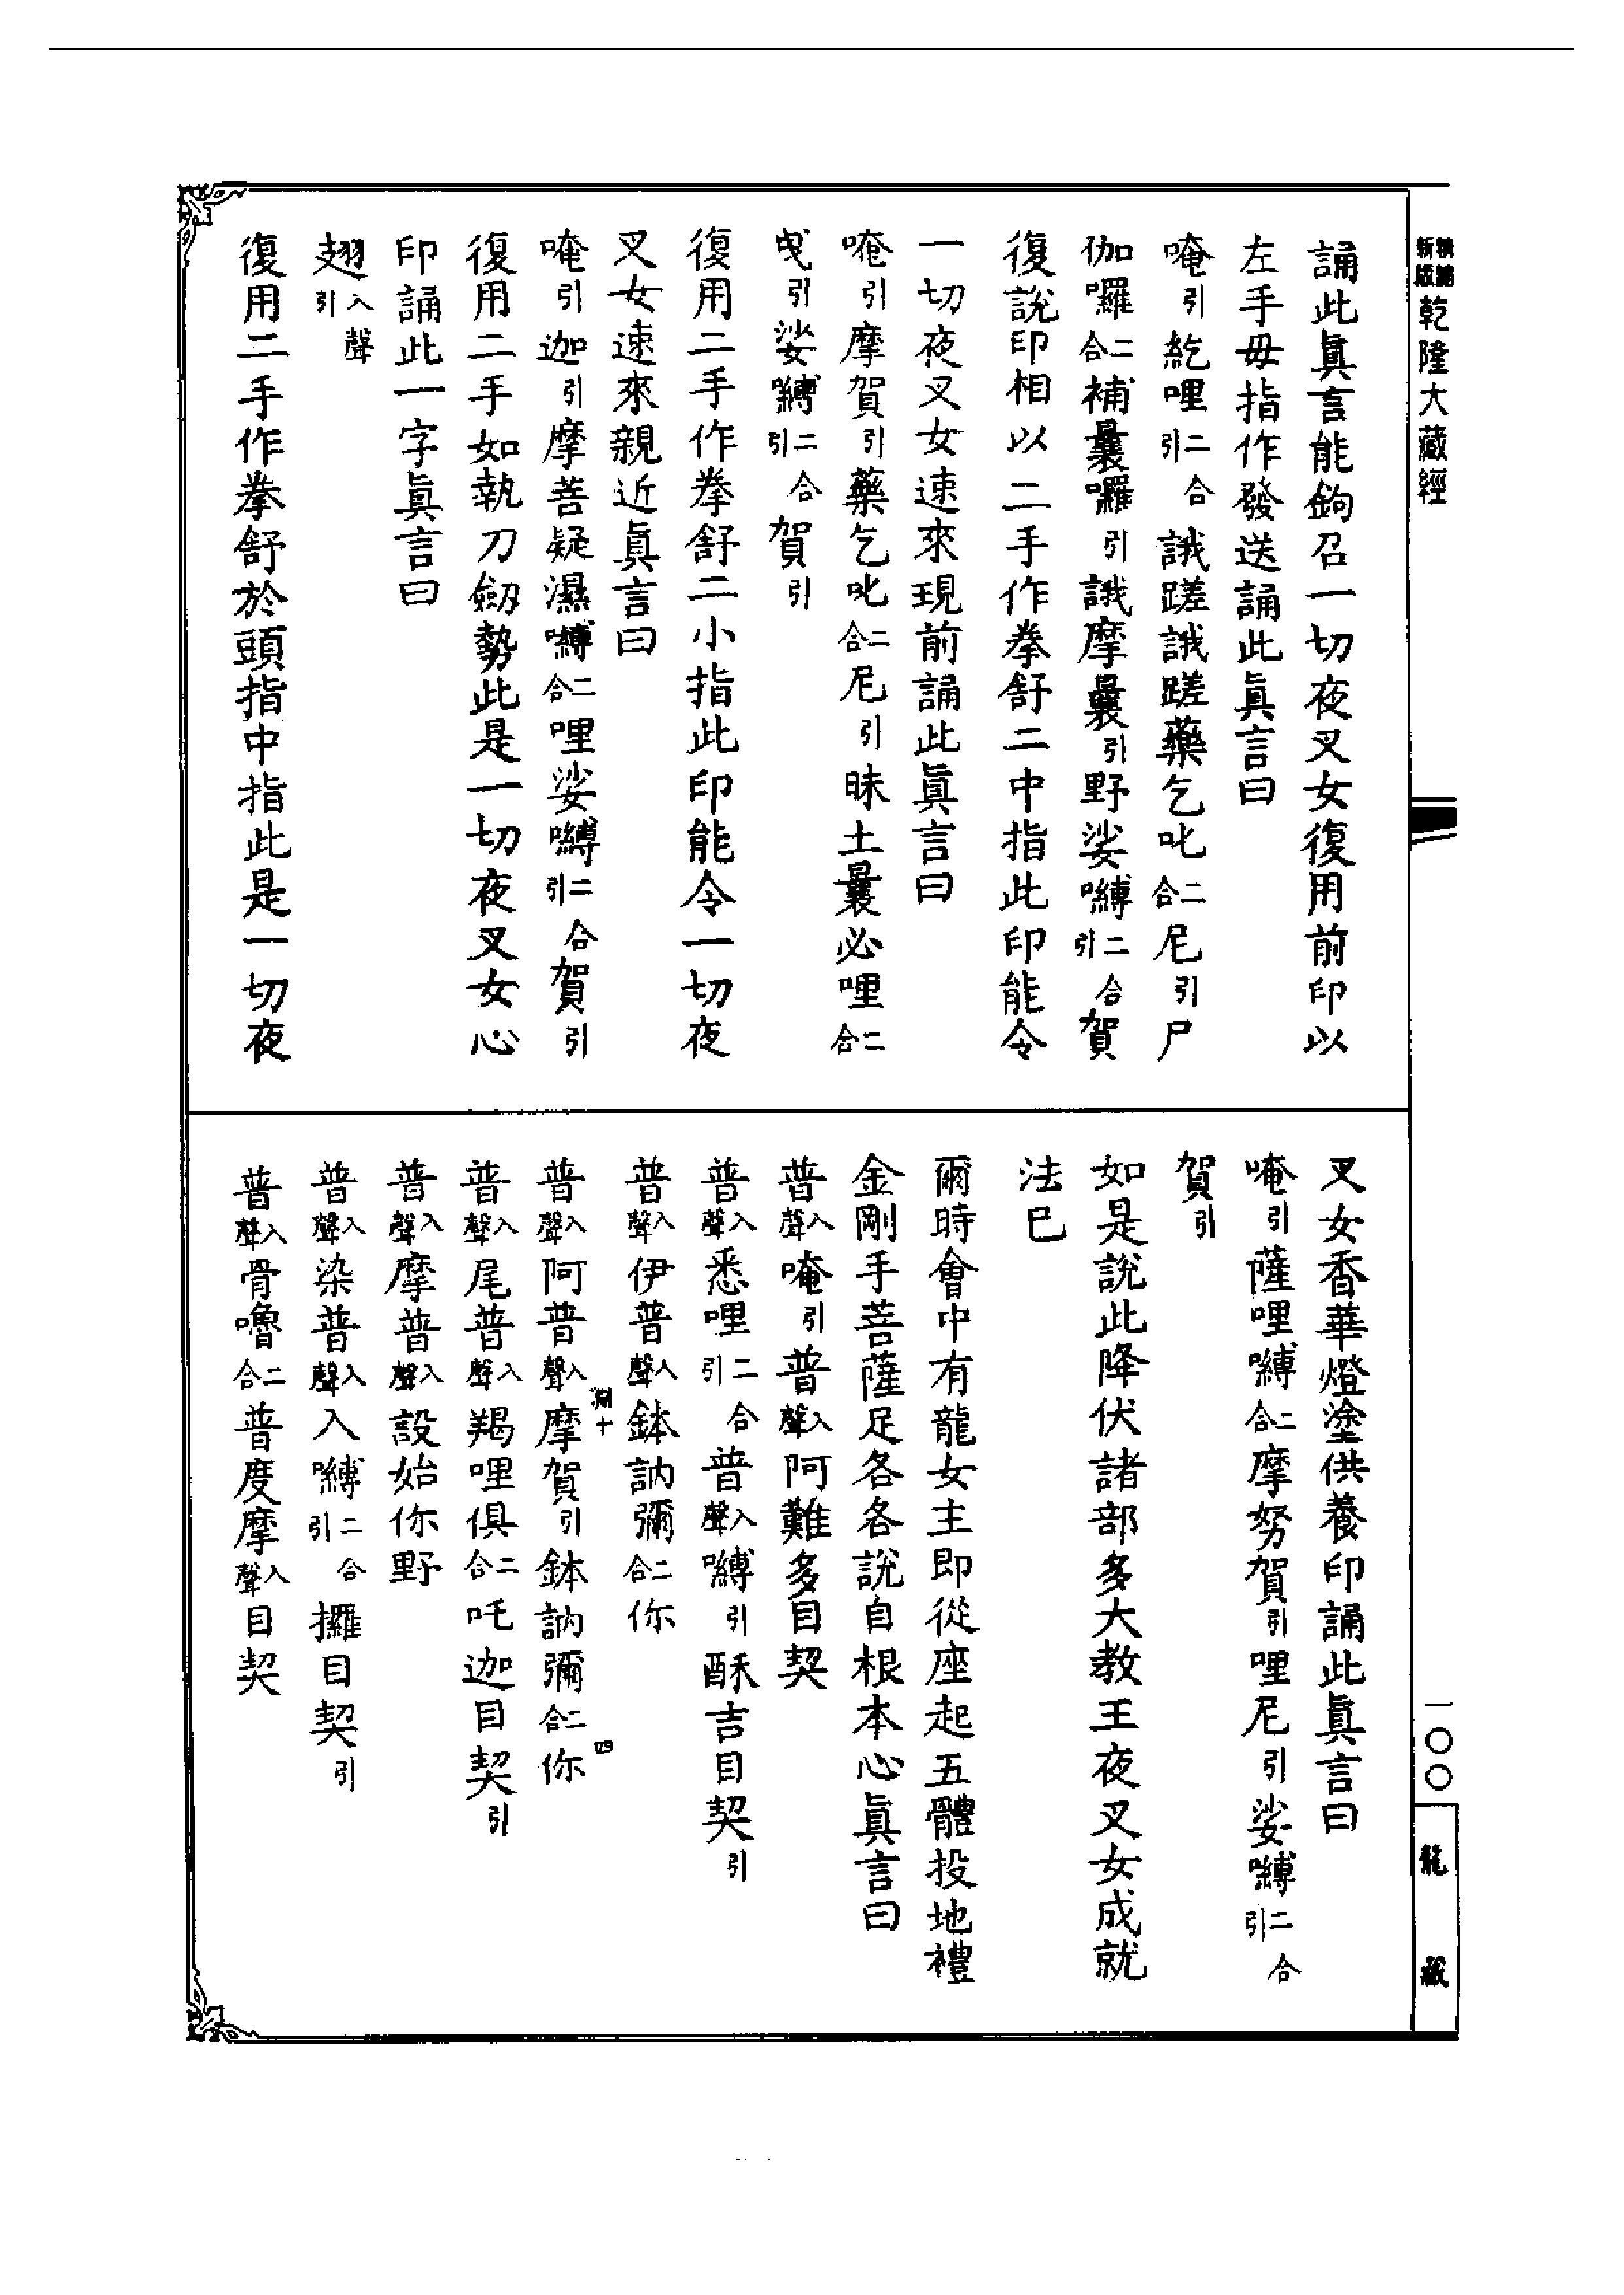 誦此眞言能鉤召一切夜叉女復用前印以
左手毋指作發送誦此眞言曰
唵引紇哩二合引誐蹉誐蹉藥乞叱二合尼引尸
伽囉二合補曩囉引誐摩曩引野娑嚩二合引賀
復說印相以二手作拳舒二中指此印能令
一切夜叉女速來現前誦此眞言曰
唵引摩賀引藥乞叱二合尼引昧土曩必哩二合
曳引娑嚩二合引賀引
復用二手作拳舒二小指此印能令一切夜
叉女速來親近眞言曰
唵引迦引摩菩疑濕嚩二合哩娑嚩二合引賀引
復用二手如執刀劒勢此是一切夜叉女心
印誦此一字眞言曰
翅入聲引
復用二手作拳舒於頭指中指此是一切夜
叉女香華燈塗供養印誦此眞言曰
唵引薩哩嚩二合摩努賀引哩尼引娑嚩二合引
賀引
如是說此降伏諸部多大教王夜叉女成就
法已
爾時會中有龍女主即從座起五體投地禮
金剛手菩薩足各各說自根本心眞言曰
普入聲唵引普入聲阿難多目契
普入聲悉哩二合引普入聲嚩引酥吉目契引
普入聲伊普入聲鉢訥彌二合你
普入聲阿普入聲摩賀引鉢訥彌二合你
淵十 四
普入聲尾普入聲羯哩俱二合吒迦目契引
普入聲摩普入聲設始你野
普入聲染普入聲入嚩二合引攞目契引
普入聲骨嚕二合普度摩入聲目契
新版 乾隆大藏經
一〇〇
龍藏